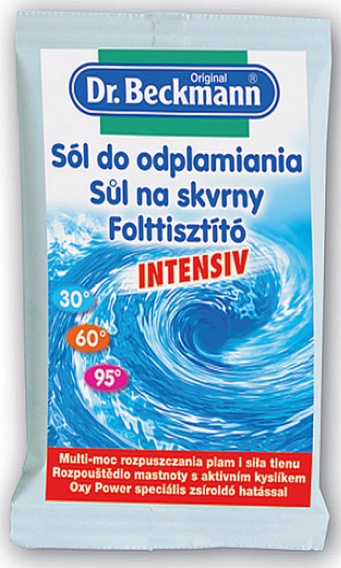 Original
Dr. Beckmann ®
Sól do odplamiania
Sůl na skvrny
Folttisztító
INTENSIV
30°
60°
95°
Multi-moc rozpuszczania plam i siła tlenu
Rozpouštědlo mastnoty s aktivním kyslíkem
Oxy Power speciális zsíroldó hatással